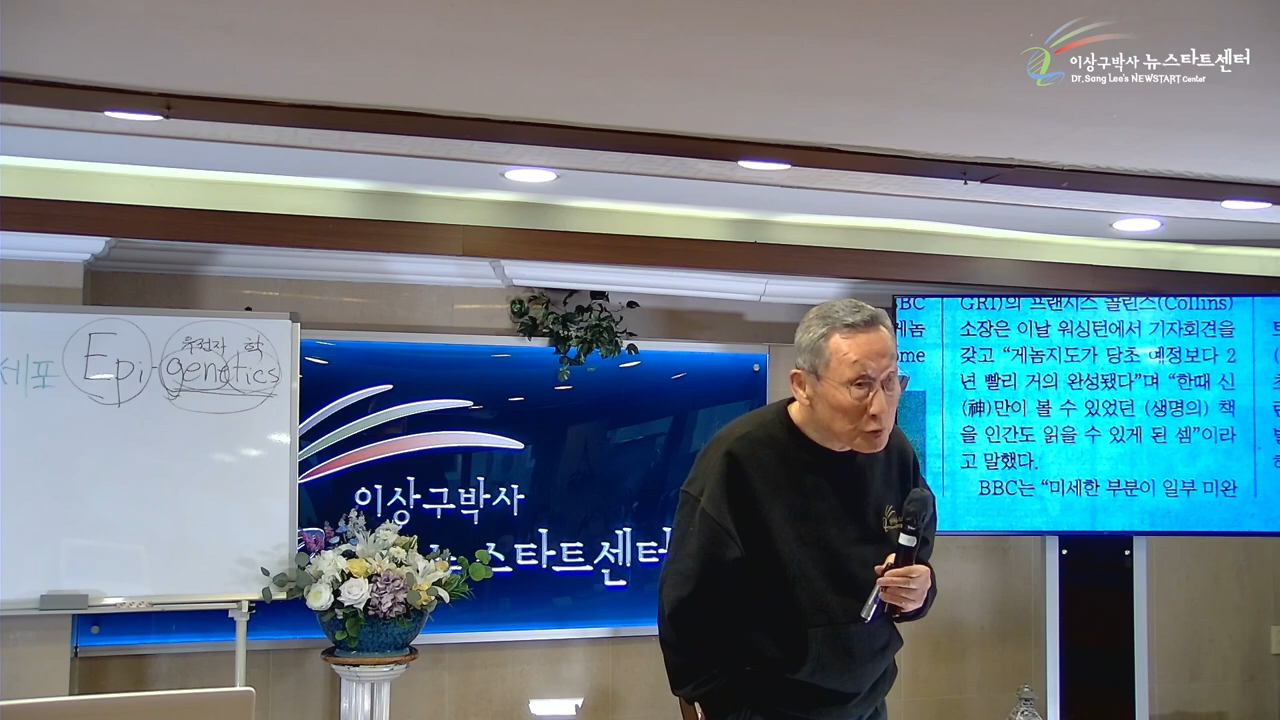 이상구박사 뉴스타트센터
Dr. Sang Lee's NEWSTART Center
세포
Epi-genetics
유전자 학
이상구박사
뉴스타트센터
BBC
게놈
ome
GRI)의 프랜시스 콜린스(Collins)
소장은 이날 워싱턴에서 기자회견을
갖고 “게놈지도가 당초 예정보다 2
년 빨리 거의 완성됐다”며 “한때 신
(神)만이 볼 수 있었던 (생명의) 책
을 인간도 읽을 수 있게 된 셈”이라
고 말했다.
BBC는 “미세한 부분이 일부 미완